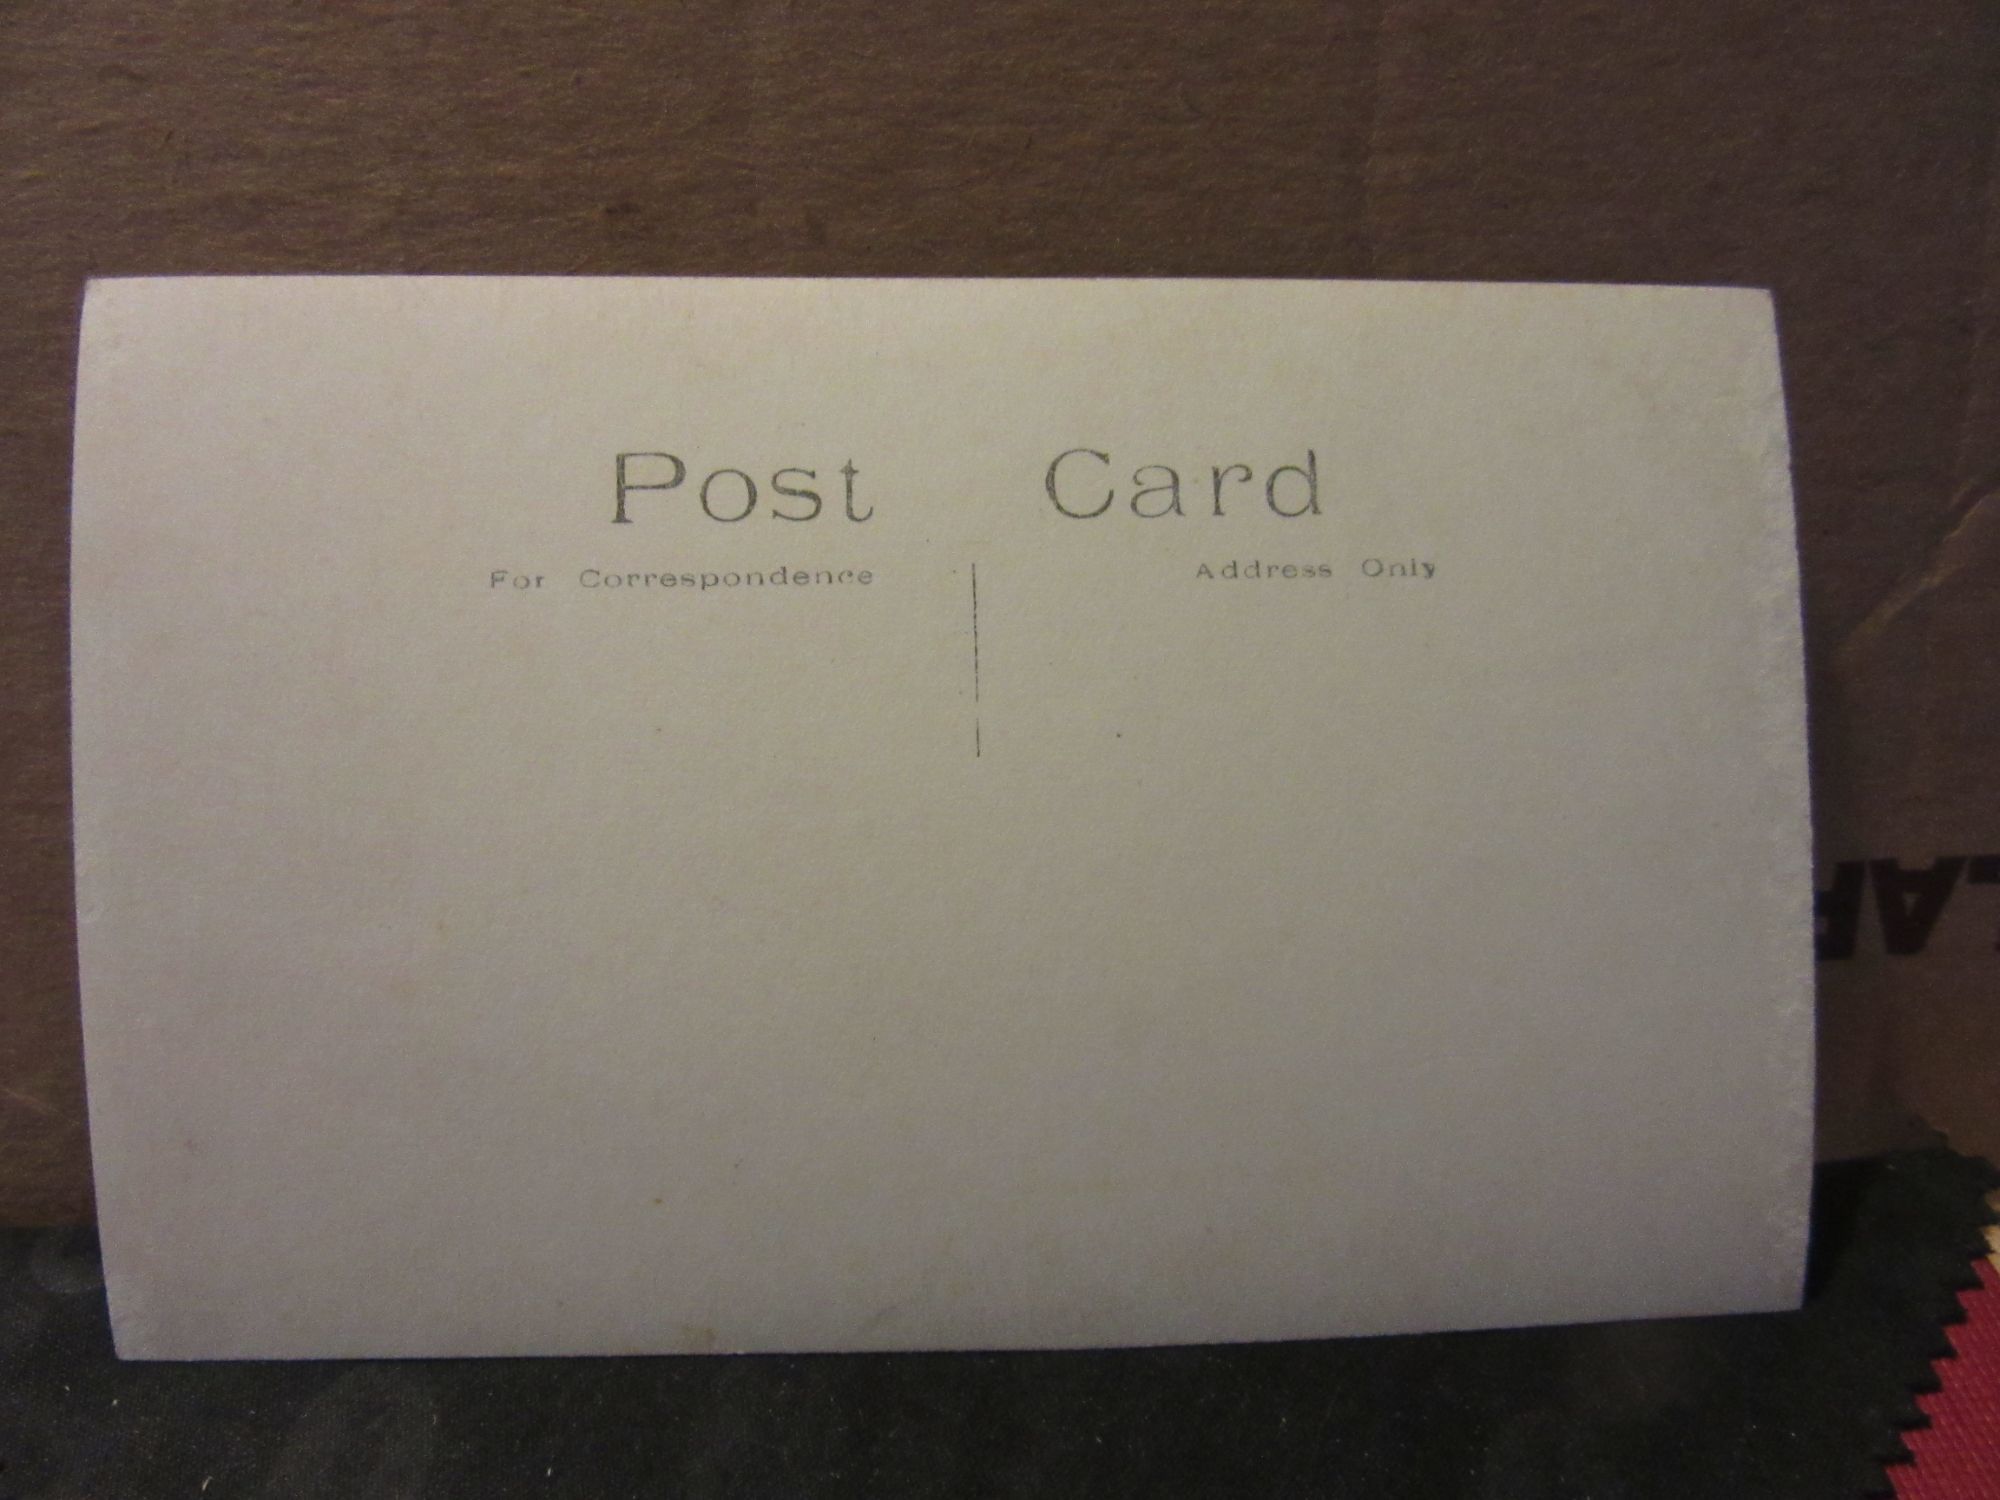 Post Card
For Correspondence
Address Only